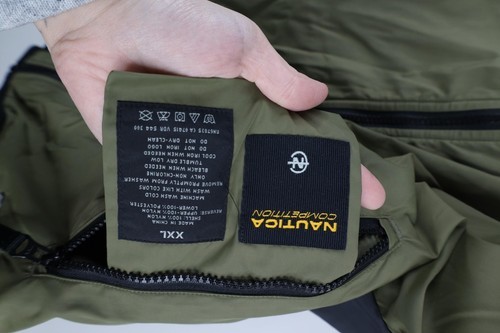 NAUTICA
COMPETITION
XXL
MADE IN CHINA
SHELL: 100% NYLON
REVERSE: UPPER-100% NYLON
LOWER-100% POLYESTER
MACHINE WASH COLD
WASH WITH LIKE COLORS
REMOVE PROMPTLY FROM WASHER
ONLY NON-CHLORINE
BLEACH WHEN NEEDED
TUMBLE DRY LOW
COOL IRON WHEN NEEDED
DO NOT IRON LOGO
DO NOT DRY-CLEAN